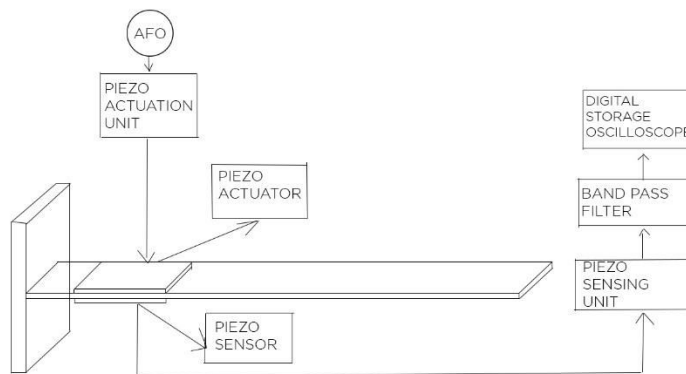 AFO
PIEZO
ACTUATION
UNIT
PIEZO
ACTUATOR
PIEZO
SENSOR
DIGITAL
STORAGE
OSCILLOSCOPE
BAND PASS
FILTER
PIEZO
SENSING
UNIT